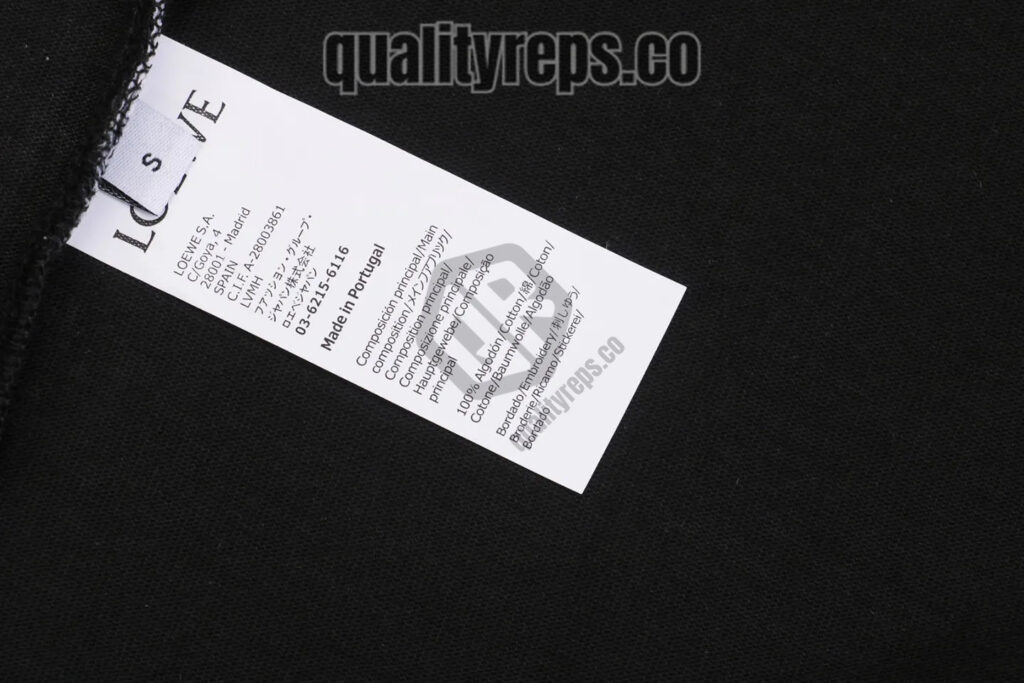 qualityreps.co
LOEWE
S
LOEWE S.A.
C/Goya, 4
28001 - Madrid
SPAIN
C.I.F. A-28003861
LVMH
ファッション・グループ・
ジャパン株式会社
ロエベジャパン
03-6215-6116
Made in Portugal
Composición principal/Main
composition/メインファブリック/
Composition principal/
Composizione principale/
Hauptgewebe/Composição
principal
100% Algodón/Cotton/綿/Coton/
Cotone/Baumwolle/Algodão
Bordado/Embroidery/刺しゅう/
Broderie/Ricamo/Stickerei/
Bordado
qualityreps.co